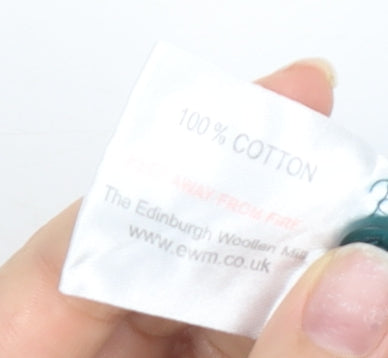 100% COTTON
AWAY FROM FIRE
The Edinburgh Woollen Mill
www.ewm.co.uk